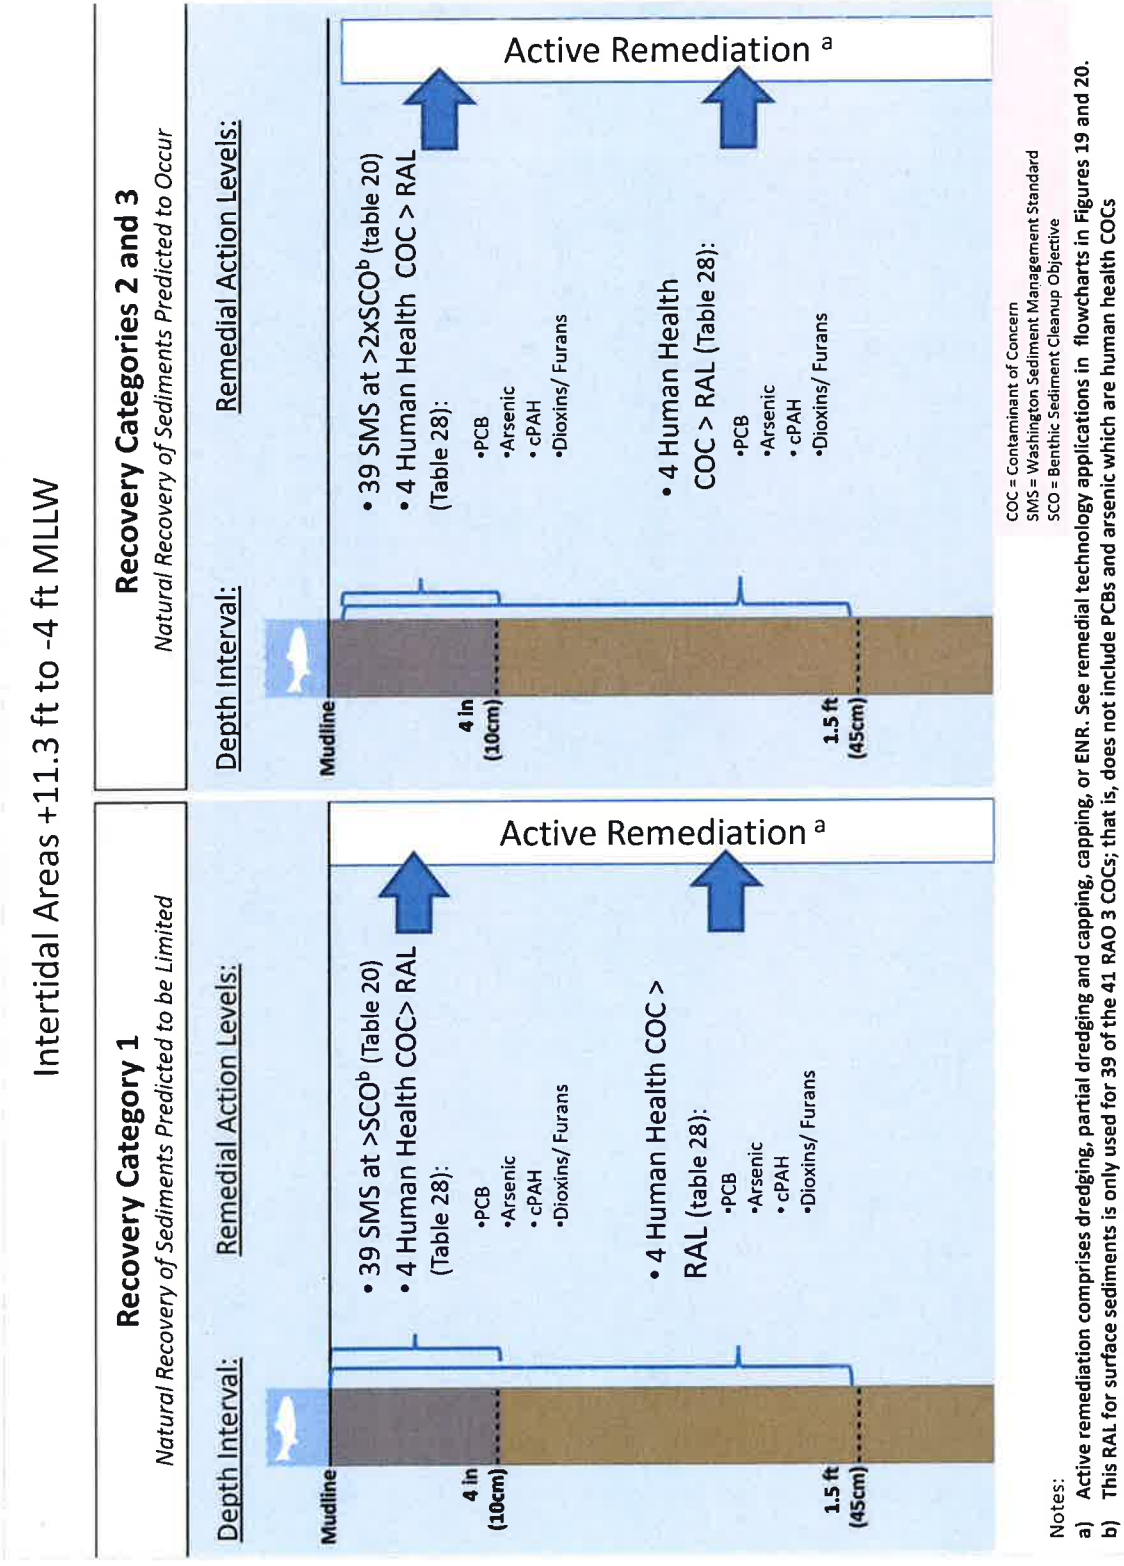 Intertidal Areas +11.3 ft to -4 ft MLLW
Recovery Category 1
Natural Recovery of Sediments Predicted to be Limited
Depth Interval:
Remedial Action Levels:
Mudline
4 in
(10cm)
1.5 ft
(45cm)
• 39 SMS at >SCOᵇ (Table 20)
• 4 Human Health COC> RAL
(Table 28):
•PCB
•Arsenic
• cPAH
•Dioxins/ Furans
• 4 Human Health COC >
RAL (table 28):
•PCB
•Arsenic
• cPAH
•Dioxins/ Furans
Active Remediation ᵃ
Recovery Categories 2 and 3
Natural Recovery of Sediments Predicted to Occur
Depth Interval:
Remedial Action Levels:
Mudline
4 in
(10cm)
1.5 ft
(45cm)
• 39 SMS at >2xSCOᵇ (table 20)
• 4 Human Health COC > RAL
(Table 28):
•PCB
•Arsenic
• cPAH
•Dioxins/ Furans
• 4 Human Health
COC > RAL (Table 28):
•PCB
•Arsenic
• cPAH
•Dioxins/ Furans
Active Remediation ᵃ
COC = Contaminant of Concern
SMS = Washington Sediment Management Standard
SCO = Benthic Sediment Cleanup Objective
Notes:
a) Active remediation comprises dredging, partial dredging and capping, capping, or ENR. See remedial technology applications in flowcharts in Figures 19 and 20.
b) This RAL for surface sediments is only used for 39 of the 41 RAO 3 COCs; that is, does not include PCBs and arsenic which are human health COCs